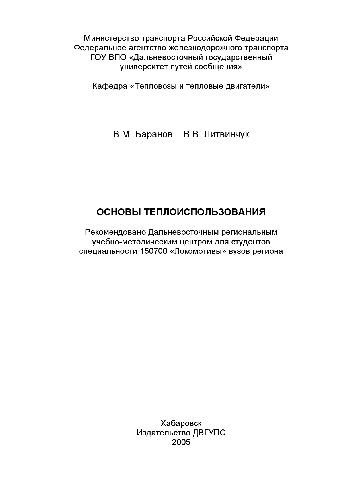 Министерство транспорта Российской Федерации
Федеральное агентство железнодорожного транспорта
ГОУ ВПО «Дальневосточный государственный
университет путей сообщения»
Кафедра «Тепловозы и тепловые двигатели»
В.М. Баранов В.В. Литвинчук
ОСНОВЫ ТЕПЛОИСПОЛЬЗОВАНИЯ
Рекомендовано Дальневосточным региональным
учебно-методическим центром для студентов
специальности 150700 «Локомотивы» вузов региона
Хабаровск
Издательство ДВГУПС
2005